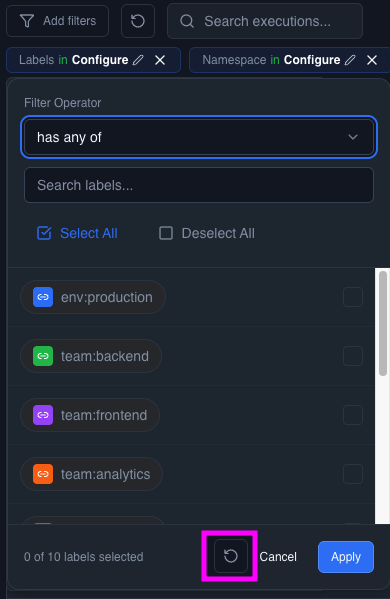 Add filters
Search executions...
Labels in Configure
Namespace in Configure
Filter Operator
has any of
Search labels...
Select All
Deselect All
env:production
team:backend
team:frontend
team:analytics
0 of 10 labels selected
Cancel
Apply